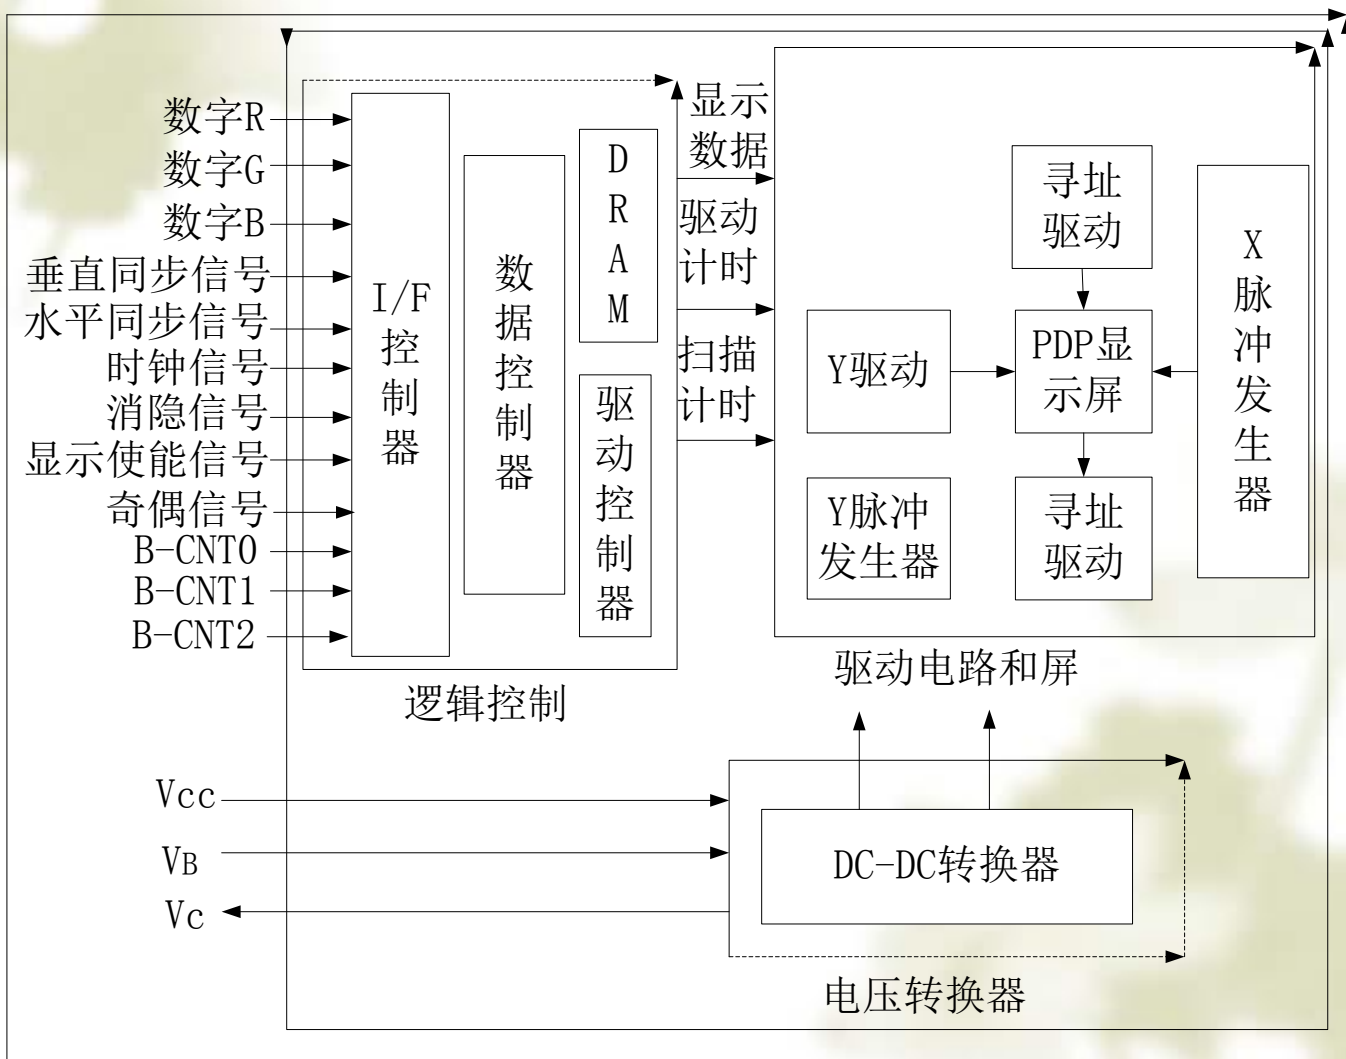 数字R
数字G
数字B
垂直同步信号
水平同步信号
时钟信号
消隐信号
显示使能信号
奇偶信号
B-CNT0
B-CNT1
B-CNT2
I/F
控
制
器
数
据
控
制
器
D
R
A
M
驱
动
控
制
器
逻辑控制
显示
数据
驱动
计时
扫描
计时
寻址
驱动
Y驱动
PDP显
示屏
Y脉冲
发生器
寻址
驱动
X
脉
冲
发
生
器
驱动电路和屏
Vcc
VB
Vc
DC-DC转换器
电压转换器